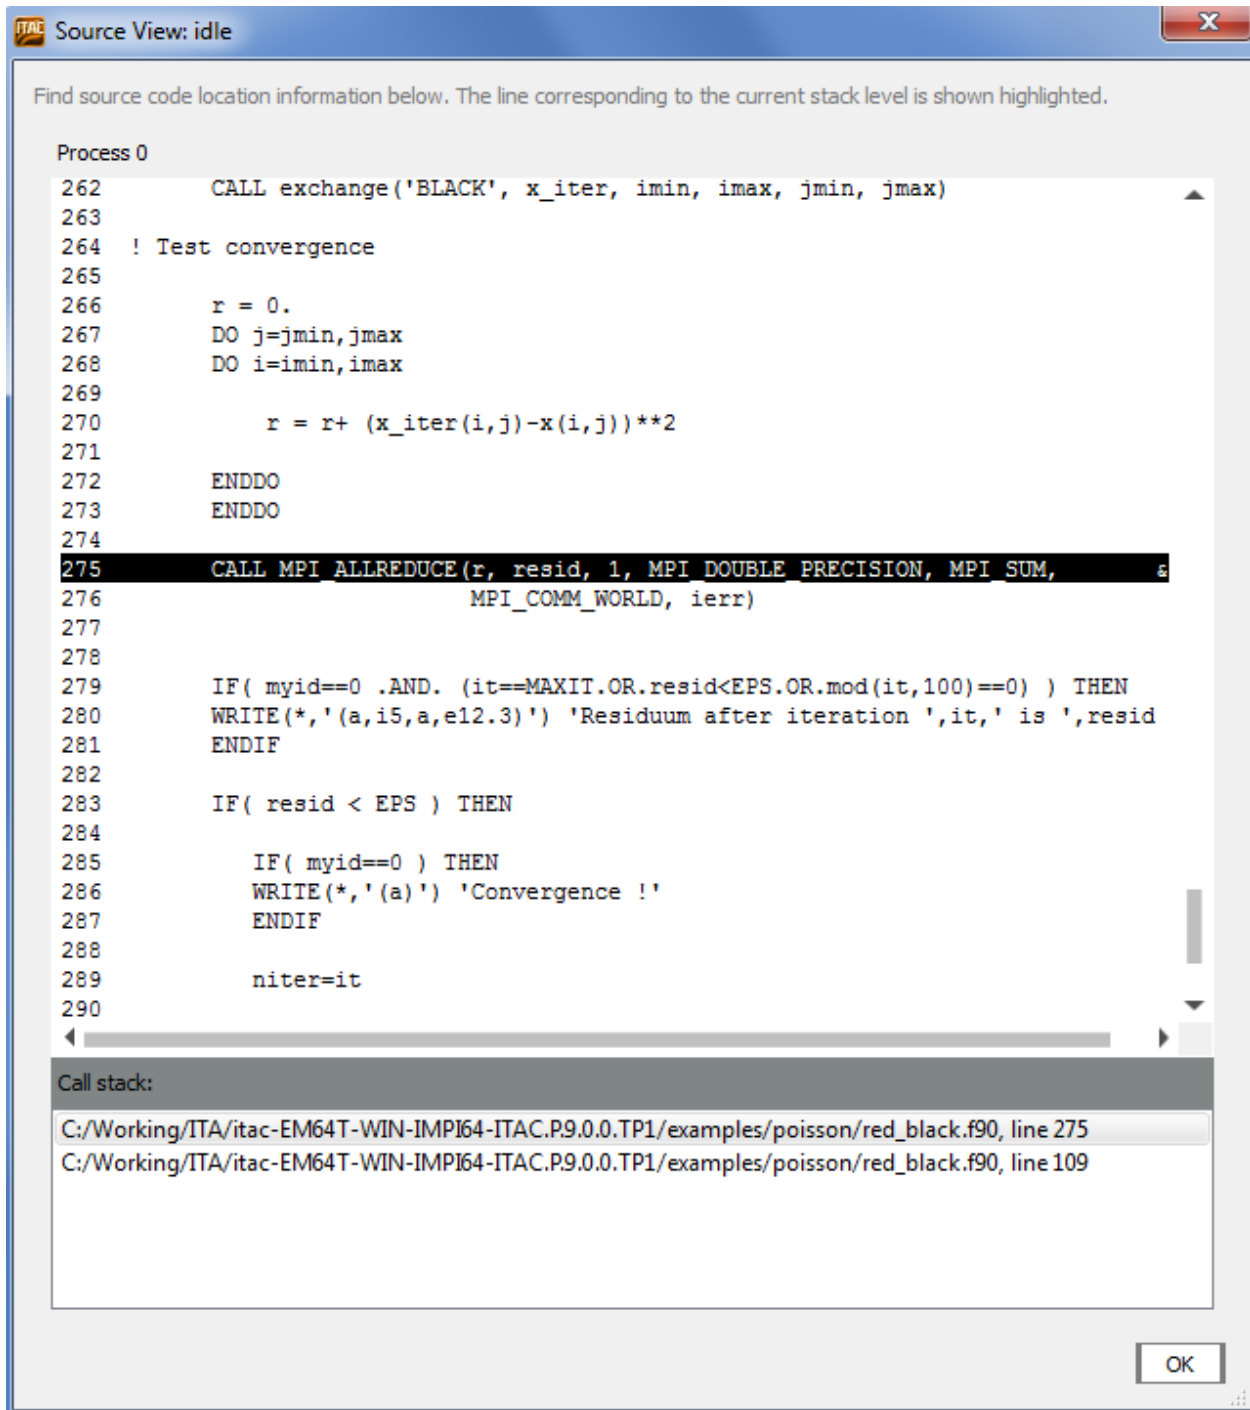 ITAC Source View: idle
Find source code location information below. The line corresponding to the current stack level is shown highlighted.
Process 0
262        CALL exchange('BLACK', x_iter, imin, imax, jmin, jmax)
263
264  ! Test convergence
265
266        r = 0.
267        DO j=jmin,jmax
268        DO i=imin,imax
269
270            r = r+ (x_iter(i,j)-x(i,j))**2
271
272        ENDDO
273        ENDDO
274
275        CALL MPI_ALLREDUCE(r, resid, 1, MPI_DOUBLE_PRECISION, MPI_SUM,       &
276                           MPI_COMM_WORLD, ierr)
277
278
279        IF( myid==0 .AND. (it==MAXIT.OR.resid<EPS.OR.mod(it,100)==0) ) THEN
280        WRITE(*,'(a,i5,a,e12.3)') 'Residuum after iteration ',it,' is ',resid
281        ENDIF
282
283        IF( resid < EPS ) THEN
284
285           IF( myid==0 ) THEN
286           WRITE(*,'(a)') 'Convergence !'
287           ENDIF
288
289           niter=it
290
Call stack:
C:/Working/ITA/itac-EM64T-WIN-IMPI64-ITAC.P.9.0.0.TP1/examples/poisson/red_black.f90, line 275
C:/Working/ITA/itac-EM64T-WIN-IMPI64-ITAC.P.9.0.0.TP1/examples/poisson/red_black.f90, line 109
OK